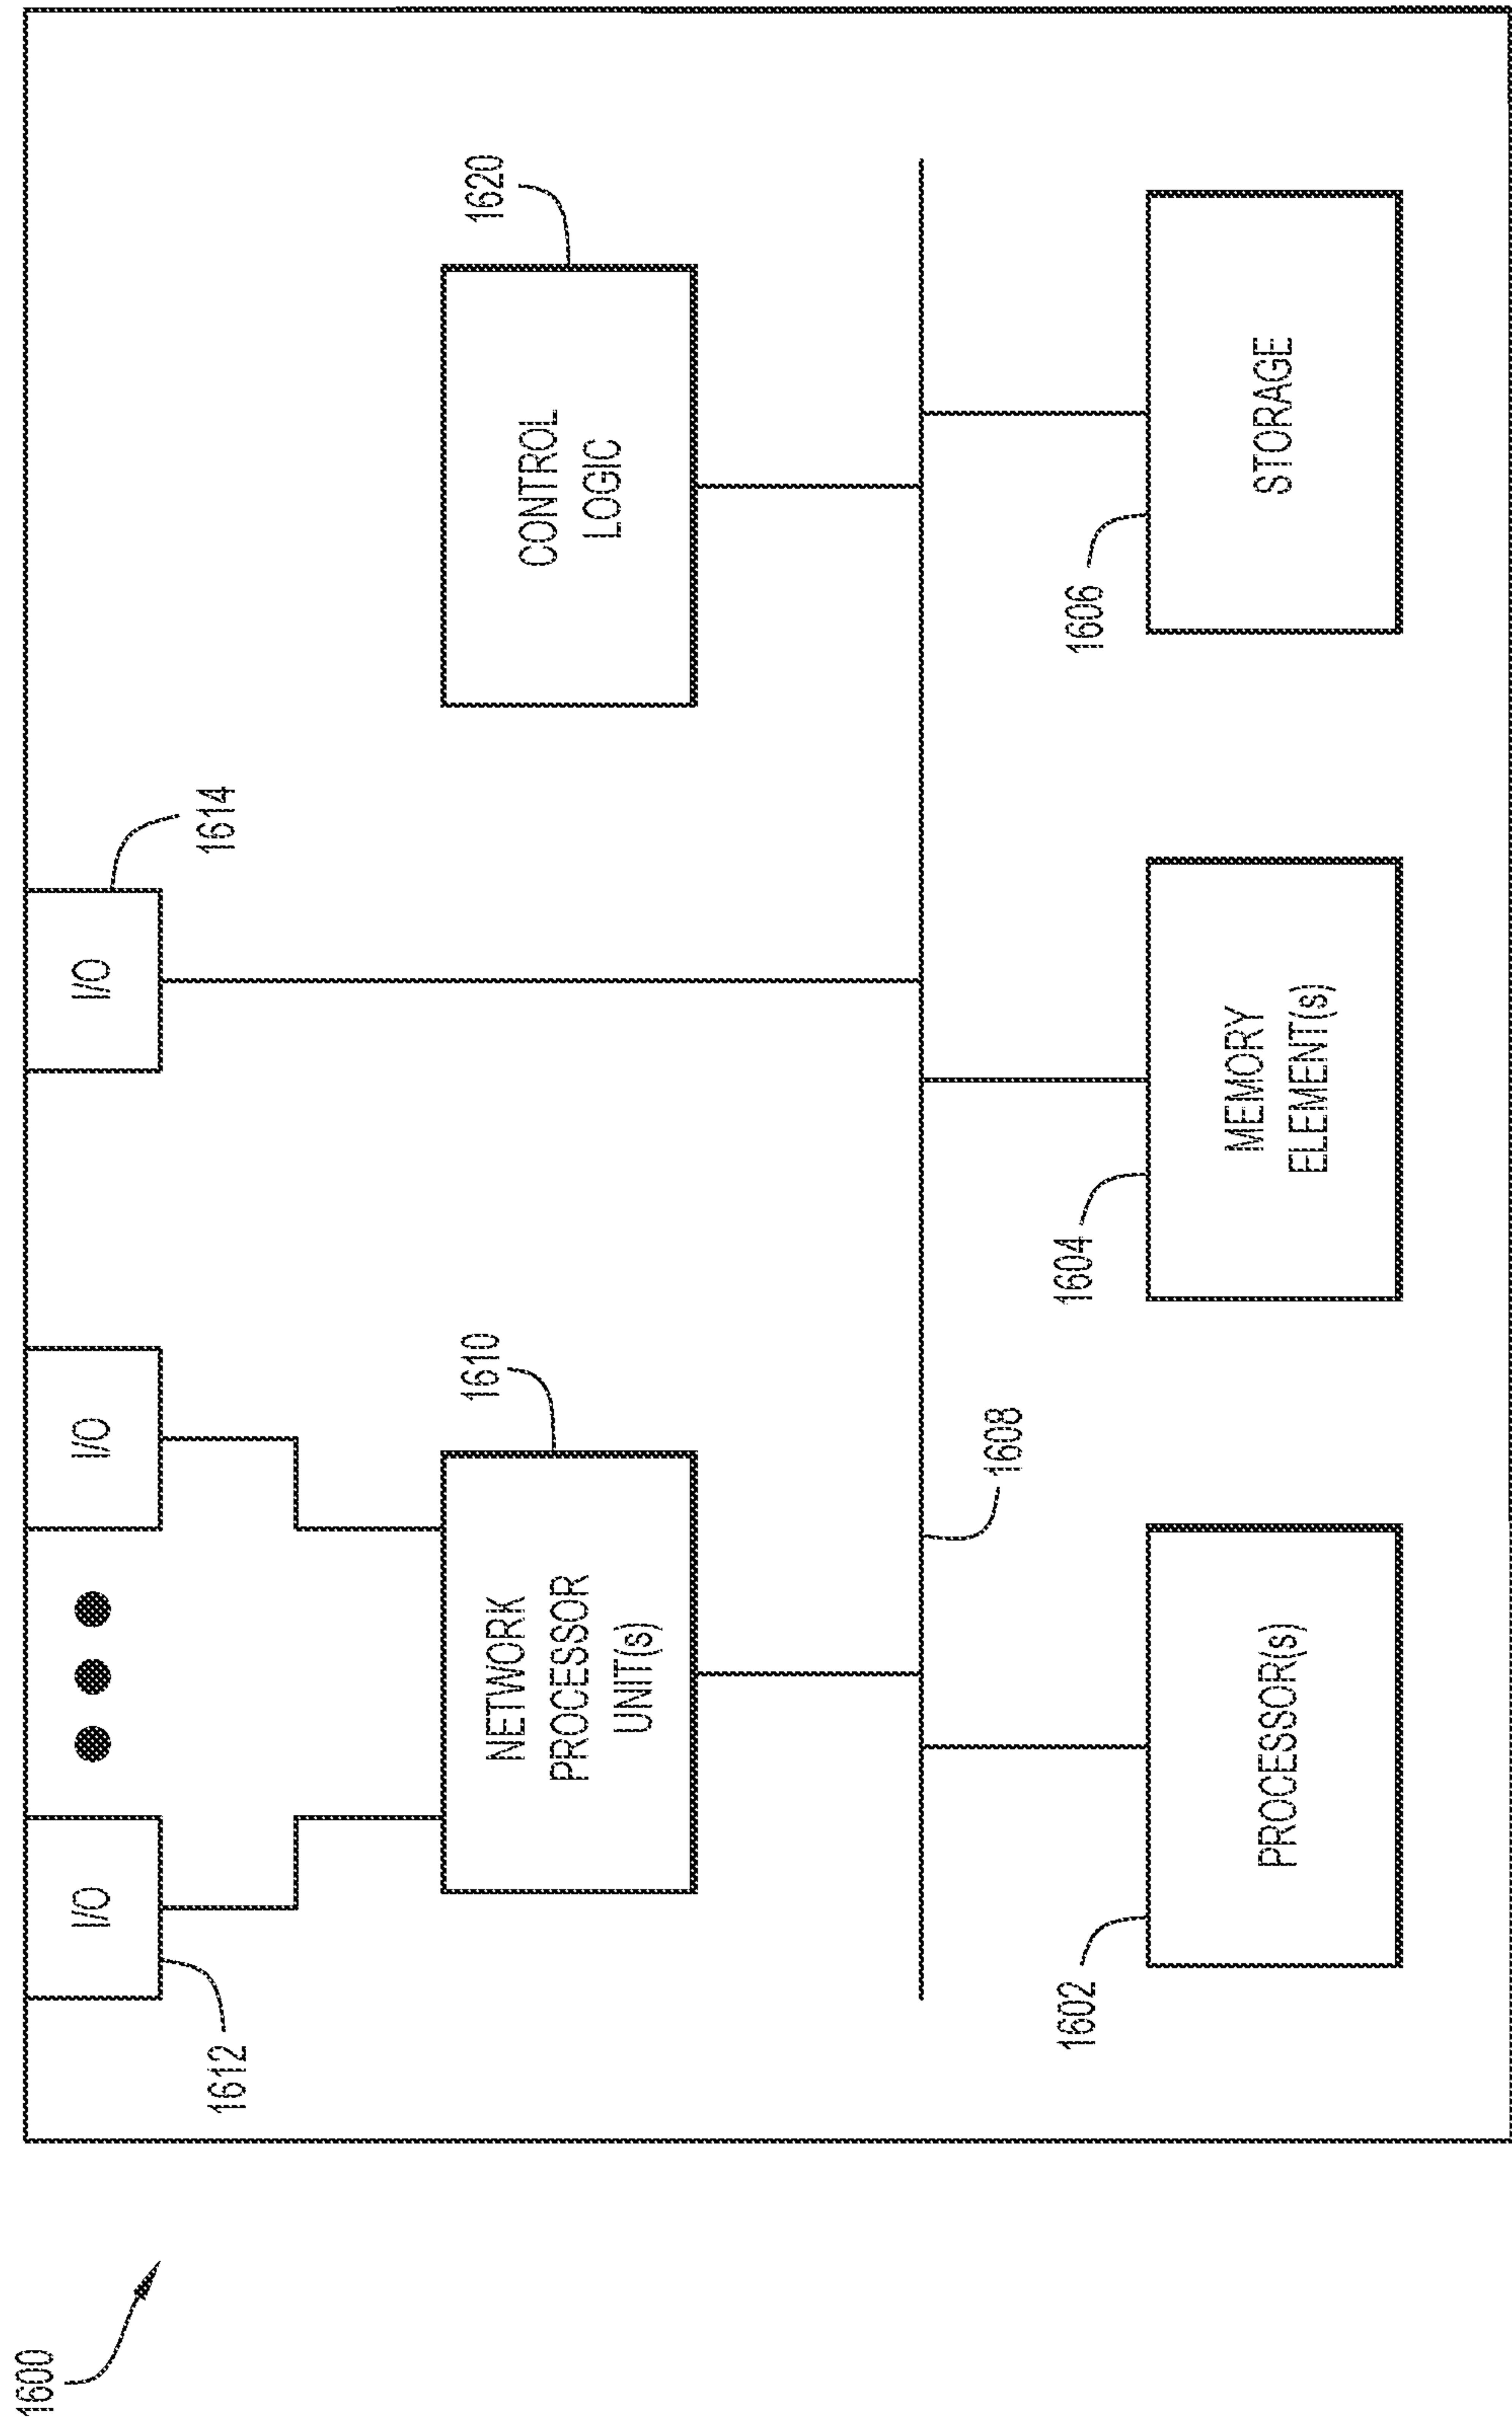 1600
I/O
I/O
I/O
1612
1614
NETWORK
PROCESSOR
UNIT(s)
1610
CONTROL
LOGIC
1620
1608
1602
PROCESSOR(s)
1604
MEMORY
ELEMENT(s)
1606
STORAGE